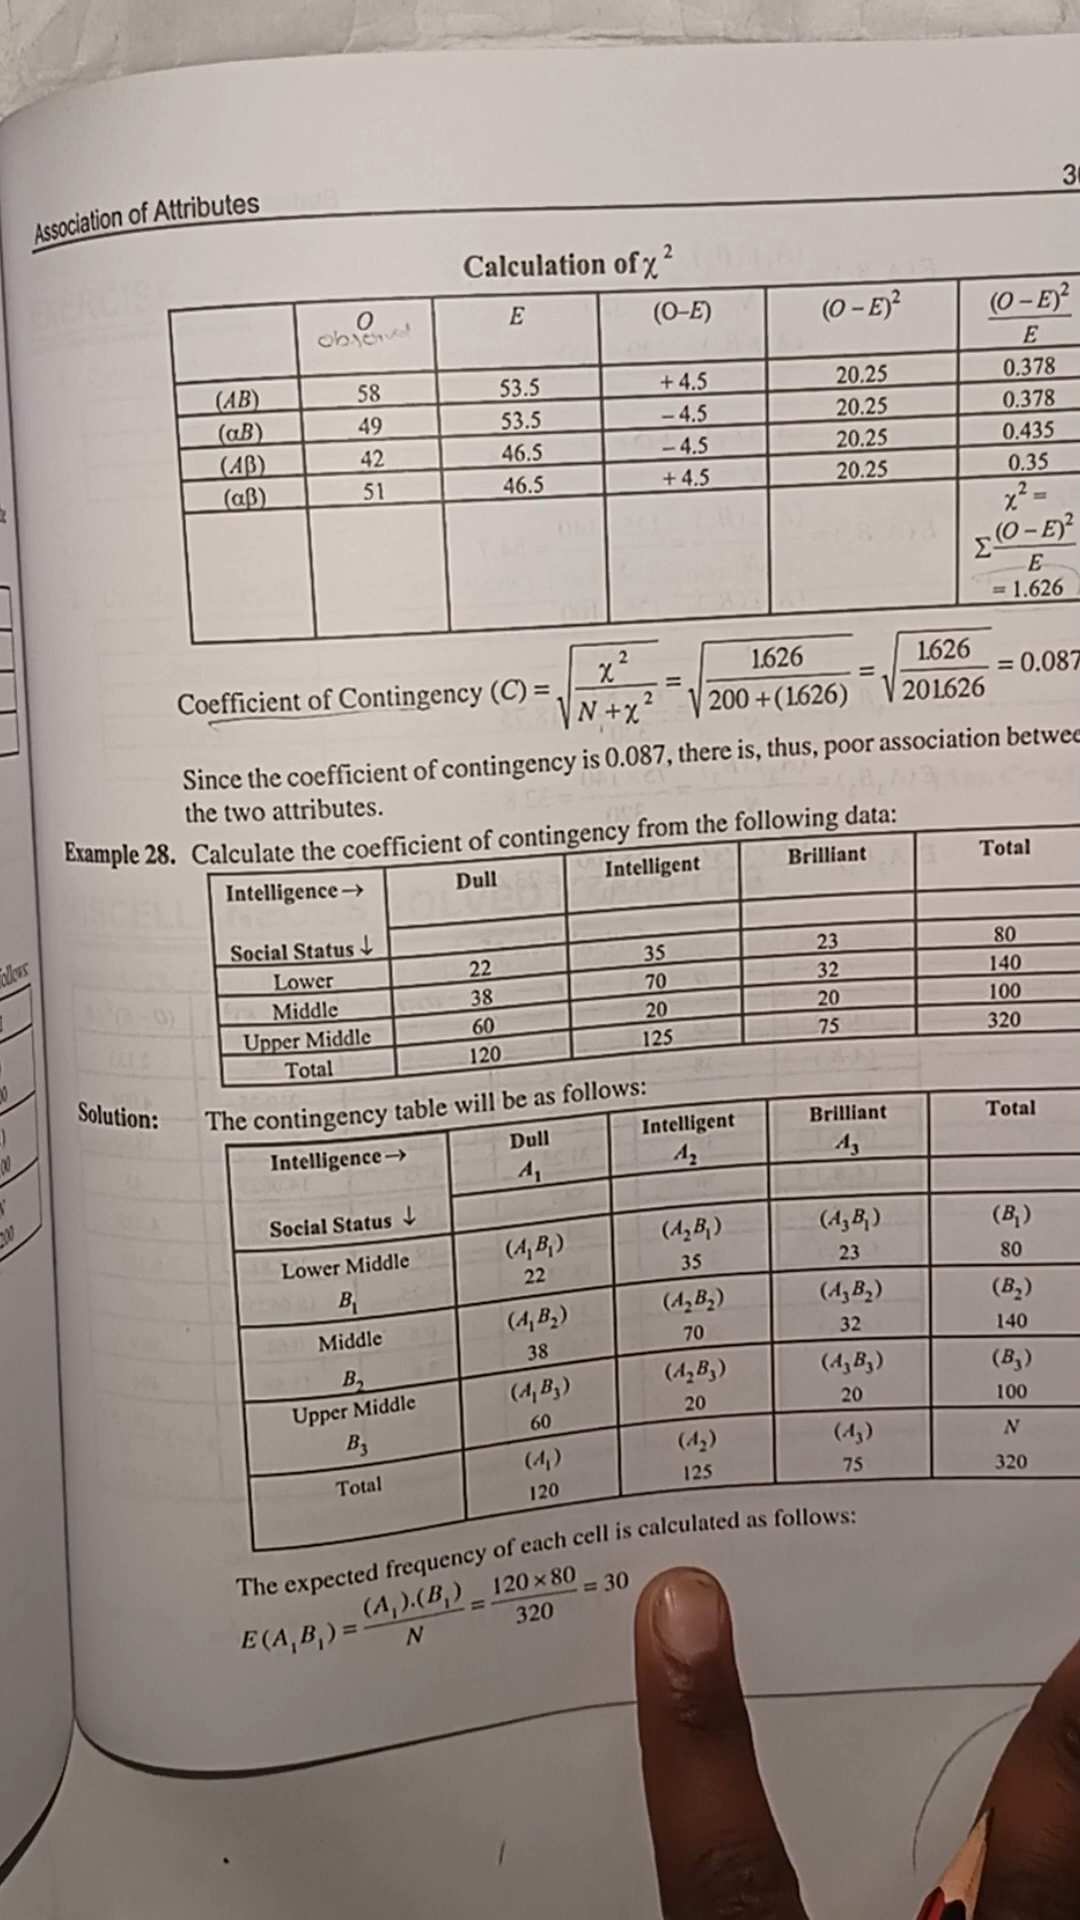 Association of Attributes
Calculation of χ²
O E (O–E) (O – E)² (O – E)²/E
observed
(AB) 58 53.5 + 4.5 20.25 0.378
(αB) 49 53.5 – 4.5 20.25 0.378
(Aβ) 42 46.5 – 4.5 20.25 0.435
(αβ) 51 46.5 + 4.5 20.25 0.35
χ² =
Σ (O – E)²/E
= 1.626
Coefficient of Contingency (C) = √(χ²/(N + χ²)) = √(1.626/(200 + (1.626))) = √(1.626/201.626) = 0.087
Since the coefficient of contingency is 0.087, there is, thus, poor association
the two attributes.
Example 28. Calculate the coefficient of contingency from the following data:
Intelligence → Dull Intelligent Brilliant Total
Social Status ↓
Lower 22 35 23 80
Middle 38 70 32 140
Upper Middle 60 20 20 100
Total 120 125 75 320
Solution: The contingency table will be as follows:
Intelligence → Dull Intelligent Brilliant Total
A₁ A₂ A₃
Social Status ↓
Lower Middle (A₁B₁) (A₂B₁) (A₃B₁) (B₁)
B₁ 22 35 23 80
Middle (A₁B₂) (A₂B₂) (A₃B₂) (B₂)
B₂ 38 70 32 140
Upper Middle (A₁B₃) (A₂B₃) (A₃B₃) (B₃)
B₃ 60 20 20 100
Total (A₁) (A₂) (A₃) N
120 125 75 320
The expected frequency of each cell is calculated as follows:
E(A₁B₁) = (A₁).(B₁)/N = 120 × 80/320 = 30